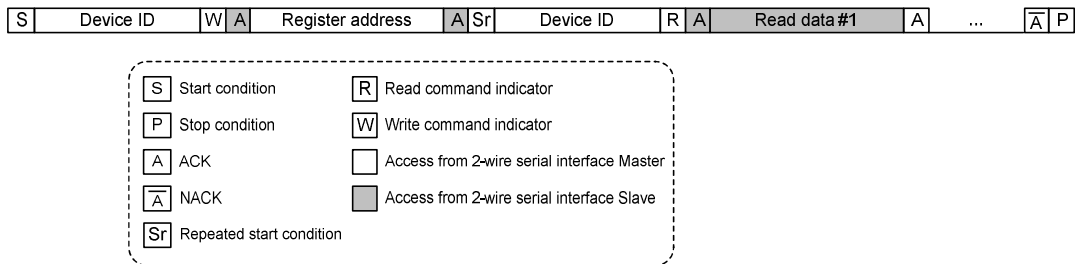 S Device ID W A Register address A Sr Device ID R A Read data #1 A ... A P
S Start condition R Read command indicator
P Stop condition W Write command indicator
A ACK Access from 2-wire serial interface Master
A NACK Access from 2-wire serial interface Slave
Sr Repeated start condition